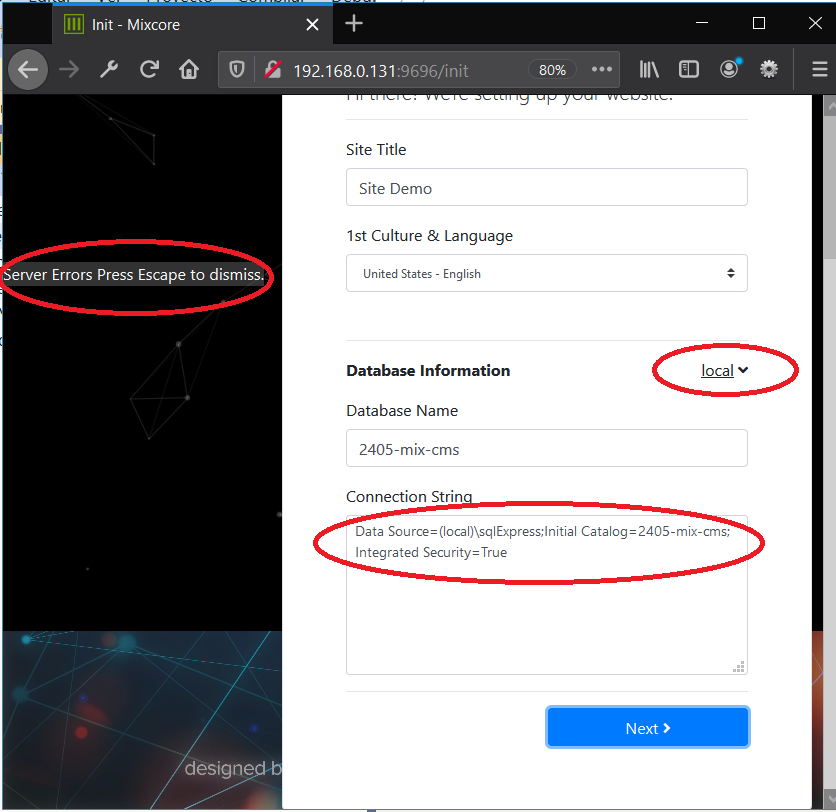 Init - Mixcore
192.168.0.131:9696/init
80%
Hi there! We're setting up your website.
Site Title
Site Demo
1st Culture & Language
United States - English
Server Errors Press Escape to dismiss.
Database Information
local
Database Name
2405-mix-cms
Connection String
Data Source=(local)\sqlExpress;Initial Catalog=2405-mix-cms;
Integrated Security=True
Next
designed b